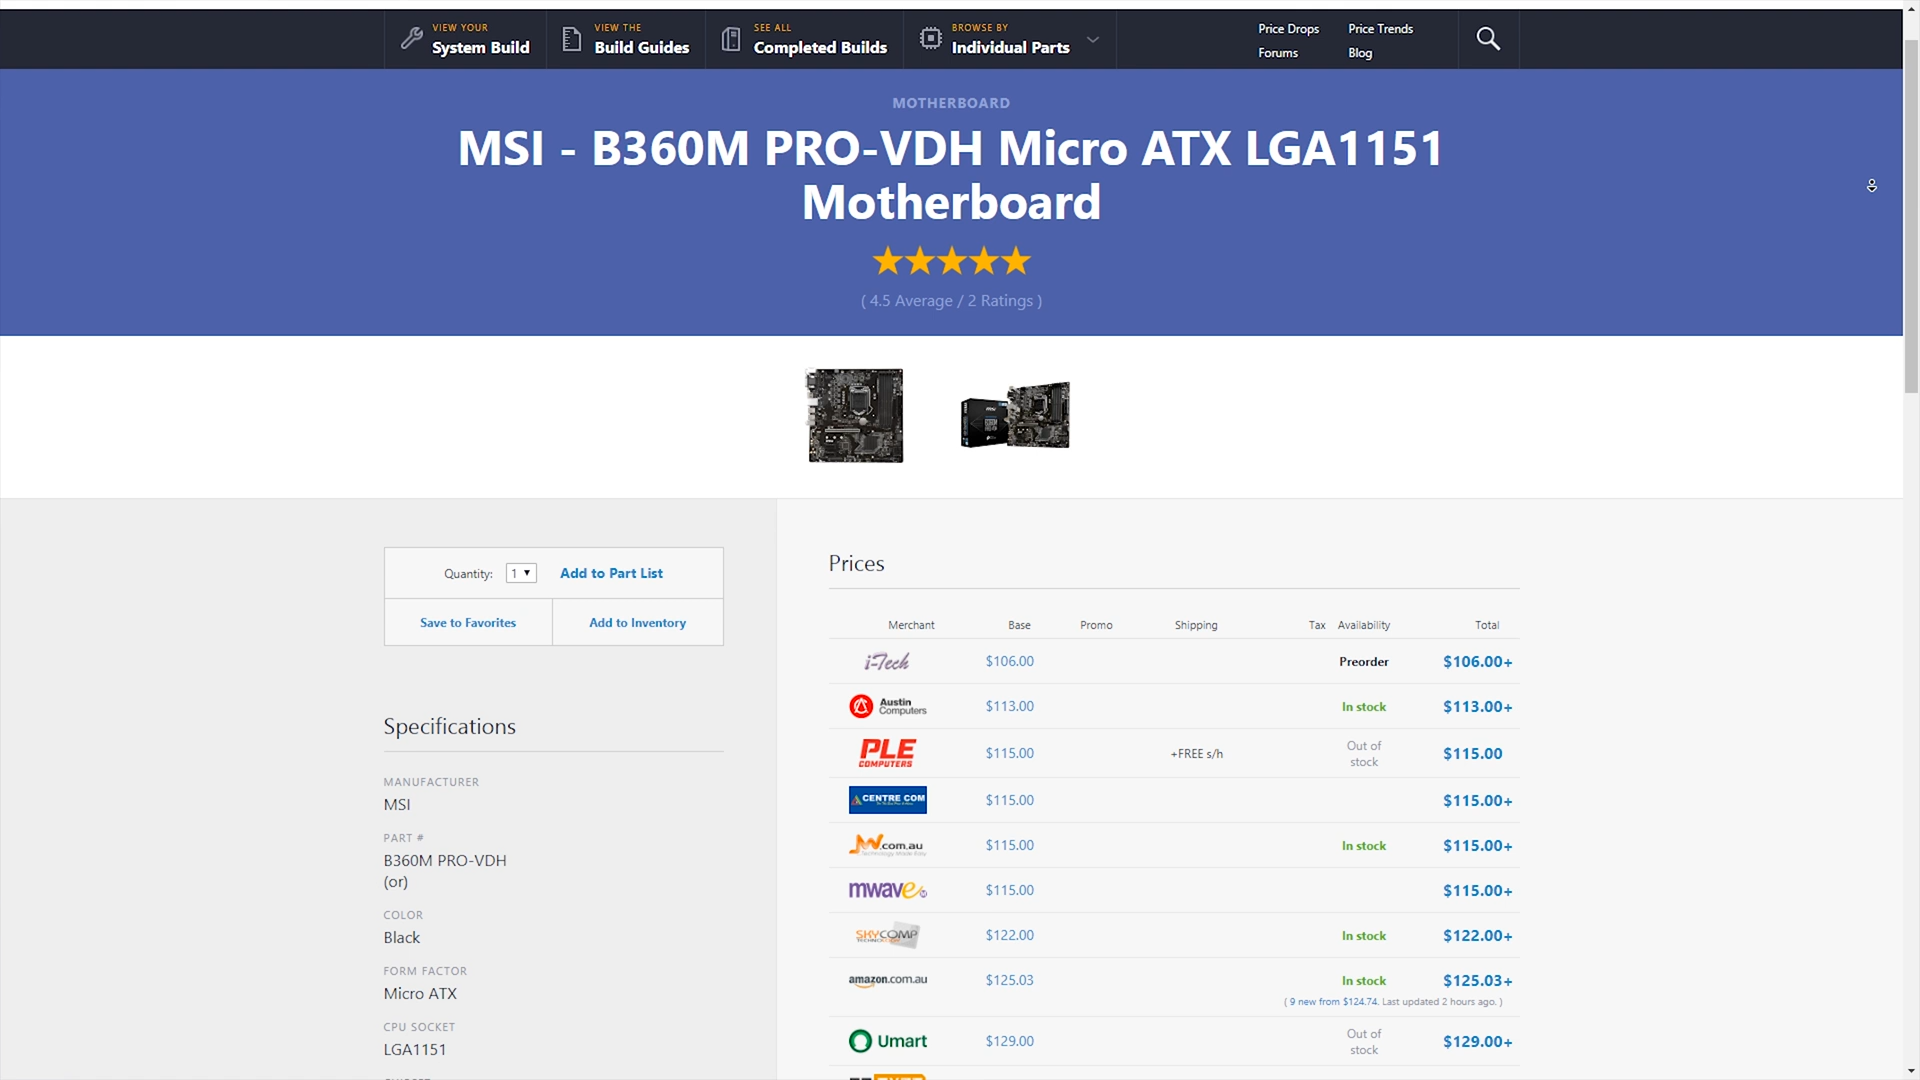 VIEW YOUR
System Build
VIEW THE
Build Guides
SEE ALL
Completed Builds
BROWSE BY
Individual Parts
Price Drops
Price Trends
Forums
Blog
MOTHERBOARD
MSI - B360M PRO-VDH Micro ATX LGA1151
Motherboard
( 4.5 Average / 2 Ratings )
Quantity: 1 Add to Part List
Save to Favorites
Add to Inventory
Specifications
MANUFACTURER
MSI
PART #
B360M PRO-VDH
(or)
COLOR
Black
FORM FACTOR
Micro ATX
CPU SOCKET
LGA1151
Prices
Merchant Base Promo Shipping Tax Availability Total
i-Tech $106.00 Preorder $106.00+
Austin Computers $113.00 In stock $113.00+
PLE COMPUTERS $115.00 +FREE s/h Out of stock $115.00
CENTRE COM $115.00 $115.00+
.com.au $115.00 In stock $115.00+
mwave $115.00 $115.00+
SKYCOMP $122.00 In stock $122.00+
amazon.com.au $125.03 In stock $125.03+
( 9 new from $124.74. Last updated 2 hours ago. )
Umart $129.00 Out of stock $129.00+